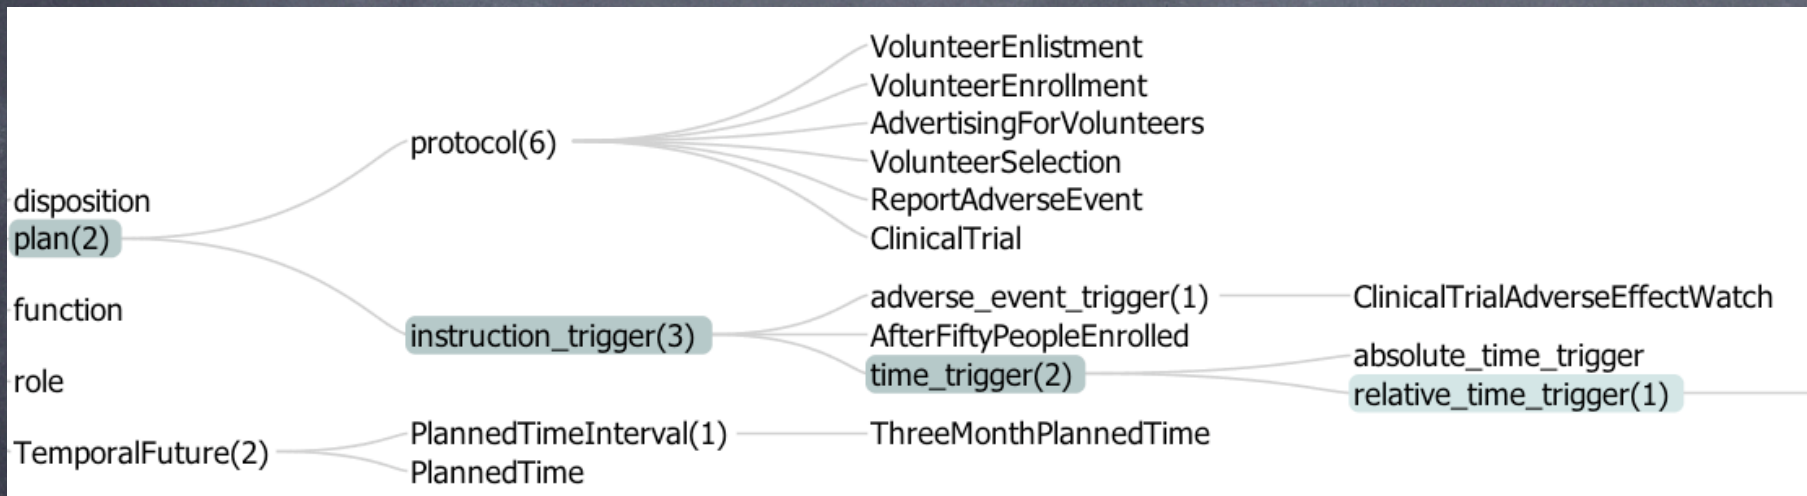 VolunteerEnlistment
VolunteerEnrollment
AdvertisingForVolunteers
protocol(6)
VolunteerSelection
disposition
ReportAdverseEvent
plan(2)
ClinicalTrial
function
adverse_event_trigger(1)
ClinicalTrialAdverseEffectWatch
instruction_trigger(3)
AfterFiftyPeopleEnrolled
absolute_time_trigger
role
time_trigger(2)
relative_time_trigger(1)
TemporalFuture(2)
PlannedTimeInterval(1)
ThreeMonthPlannedTime
PlannedTime